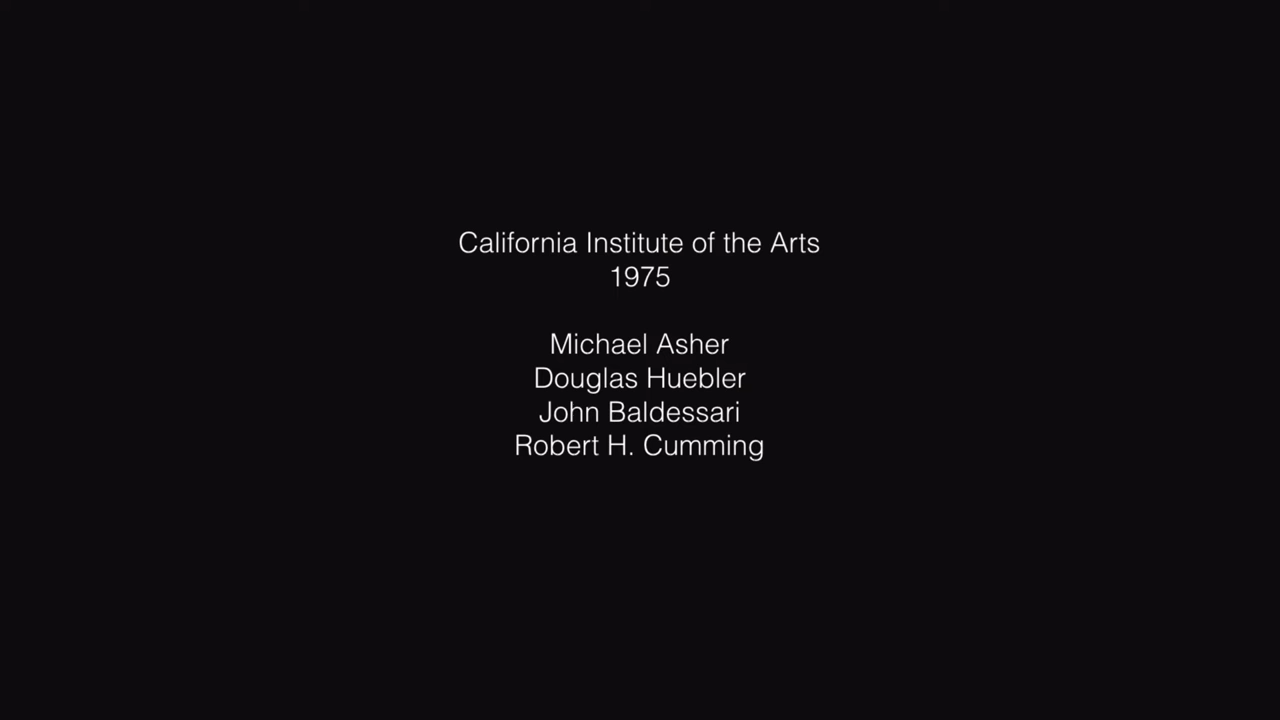 California Institute of the Arts
1975
Michael Asher
Douglas Huebler
John Baldessari
Robert H. Cumming